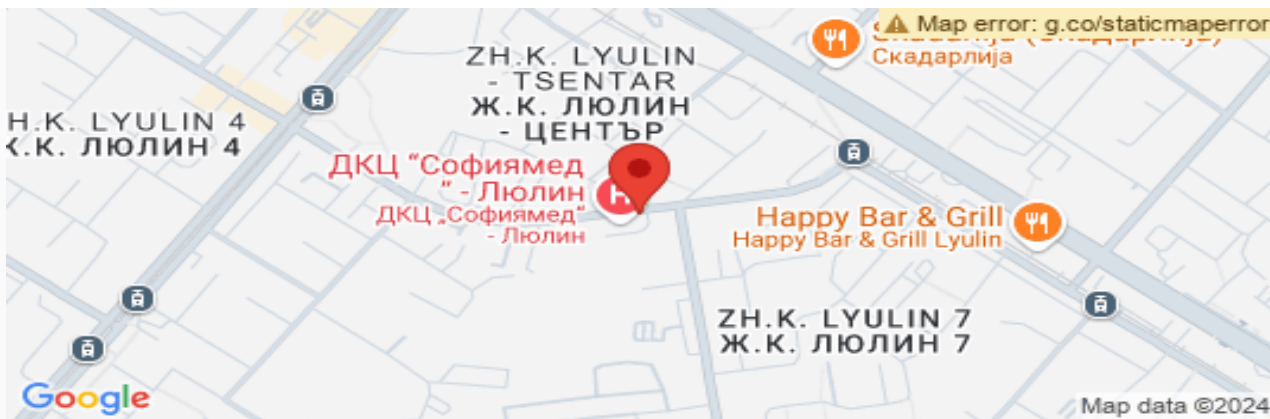 Map error: g.co/staticmaperror
Скадарлија
ZH.K. LYULIN
- TSENTAR
Ж.К. ЛЮЛИН
- ЦЕНТЪР
H.K. LYULIN 4
К.К. ЛЮЛИН 4
ДКЦ "Софиямед
" - Люлин
ДКЦ „Софиямед“
- Люлин
H
Happy Bar & Grill
Happy Bar & Grill Lyulin
ZH.K. LYULIN 7
Ж.К. ЛЮЛИН 7
Google
Map data ©2024